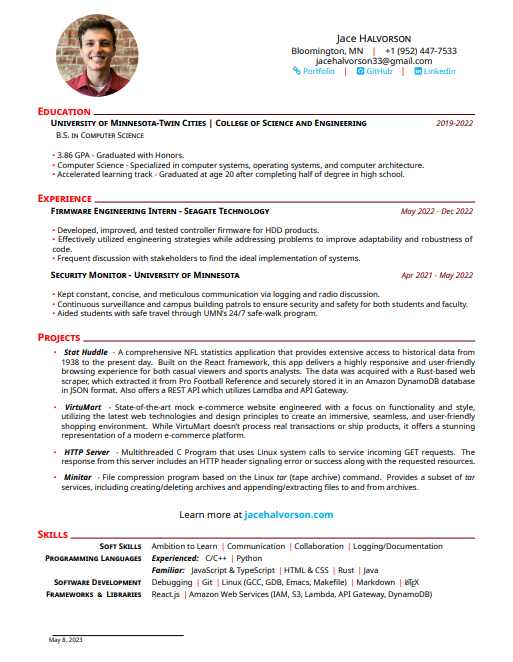 Jace Halvorson
Bloomington, MN | +1 (952) 447-7533
jacehalvorson33@gmail.com
Portfolio | GitHub | LinkedIn
Education
University of Minnesota-Twin Cities | College of Science and Engineering 2019-2022
B.S. in Computer Science
• 3.86 GPA - Graduated with Honors.
• Computer Science - Specialized in computer systems, operating systems, and computer architecture.
• Accelerated learning track - Graduated at age 20 after completing half of degree in high school.
Experience
Firmware Engineering Intern - Seagate Technology May 2022 - Dec 2022
• Developed, improved, and tested controller firmware for HDD products.
• Effectively utilized engineering strategies while addressing problems to improve adaptability and robustness of
code.
• Frequent discussion with stakeholders to find the ideal implementation of systems.
Security Monitor - University of Minnesota Apr 2021 - May 2022
• Kept constant, concise, and meticulous communication via logging and radio discussion.
• Continuous surveillance and campus building patrols to ensure security and safety for both students and faculty.
• Aided students with safe travel through UMN's 24/7 safe-walk program.
Projects
• Stat Huddle - A comprehensive NFL statistics application that provides extensive access to historical data from
1938 to the present day. Built on the React framework, this app delivers a highly responsive and user-friendly
browsing experience for both casual viewers and sports analysts. The data was acquired with a Rust-based web
scraper, which extracted it from Pro Football Reference and securely stored it in an Amazon DynamoDB database
in JSON format. Also offers a REST API which utilizes Lamdba and API Gateway.
• VirtuMart - State-of-the-art mock e-commerce website engineered with a focus on functionality and style,
utilizing the latest web technologies and design principles to create an immersive, seamless, and user-friendly
shopping environment. While VirtuMart doesn't process real transactions or ship products, it offers a stunning
representation of a modern e-commerce platform.
• HTTP Server - Multithreaded C Program that uses Linux system calls to service incoming GET requests. The
response from this server includes an HTTP header signaling error or success along with the requested resources.
• Minitar - File compression program based on the Linux tar (tape archive) command. Provides a subset of tar
services, including creating/deleting archives and appending/extracting files to and from archives.
Learn more at jacehalvorson.com
Skills
Soft Skills Ambition to Learn | Communication | Collaboration | Logging/Documentation
Programming Languages Experienced: C/C++ | Python
Familiar: JavaScript & TypeScript | HTML & CSS | Rust | Java
Software Development Debugging | Git | Linux (GCC, GDB, Emacs, Makefile) | Markdown | LaTeX
Frameworks & Libraries React.js | Amazon Web Services (IAM, S3, Lambda, API Gateway, DynamoDB)
May 8, 2023